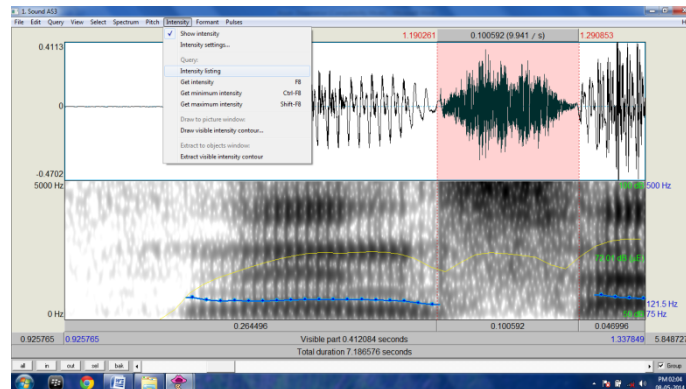 1. Sound AS3
File Edit Query View Select Spectrum Pitch Intensity Formant Pulses
Show intensity
Intensity settings...
Query:
Intensity listing
Get intensity F8
Get minimum intensity Ctrl-F8
Get maximum intensity Shift-F8
Draw to picture window:
Draw visible intensity contour...
Extract to objects window:
Extract visible intensity contour
1.190261 0.100592 (9.941 / s) 1.290853
0.4113
0
-0.4702
5000 Hz 500 Hz
121.5 Hz
0 Hz 75 Hz
0.264496 0.100592 0.046996
0.925765 0.925765 Visible part 0.412084 seconds 1.337849 5.848727
Total duration 7.186576 seconds
all in out sel bak Group
PM 02:04